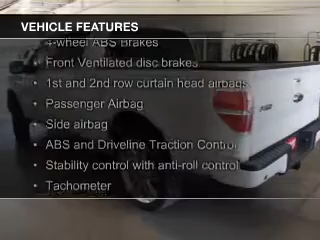 VEHICLE FEATURES
• 4-wheel ABS Brakes
• Front Ventilated disc brakes
• 1st and 2nd row curtain head airbags
• Passenger Airbag
• Side airbag
• ABS and Driveline Traction Control
• Stability control with anti-roll control
• Tachometer